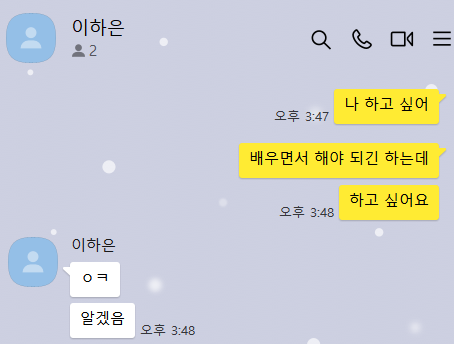 이하은
2
나 하고 싶어
오후 3:47
배우면서 해야 되긴 하는데
하고 싶어요
오후 3:48
이하은
ㅇㅋ
알겠음
오후 3:48